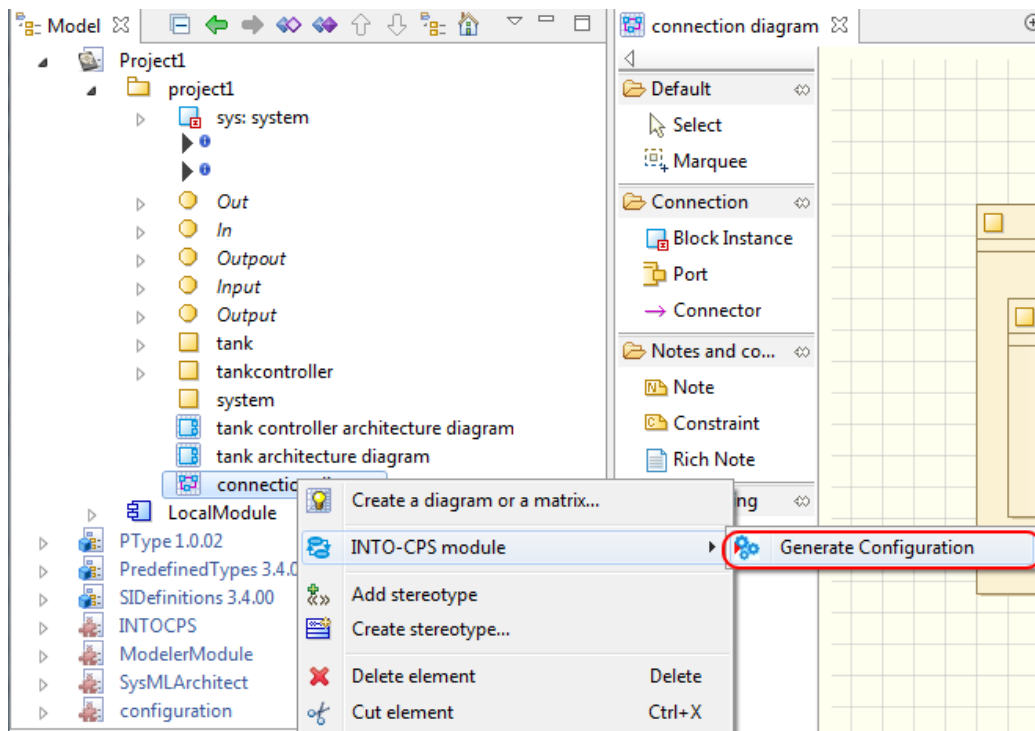 Model
Project1
project1
sys: system
Out
In
Outpout
Input
Output
tank
tankcontroller
system
tank controller architecture diagram
tank architecture diagram
LocalModule
PType 1.0.02
PredefinedTypes 3.4.0
SIDefinitions 3.4.00
INTOCPS
ModelerModule
SysMLArchitect
configuration
Create a diagram or a matrix...
INTO-CPS module
Generate Configuration
Add stereotype
Create stereotype...
Delete element Delete
Cut element Ctrl+X
connection diagram
Default
Select
Marquee
Connection
Block Instance
Port
Connector
Notes and co...
Note
Constraint
Rich Note